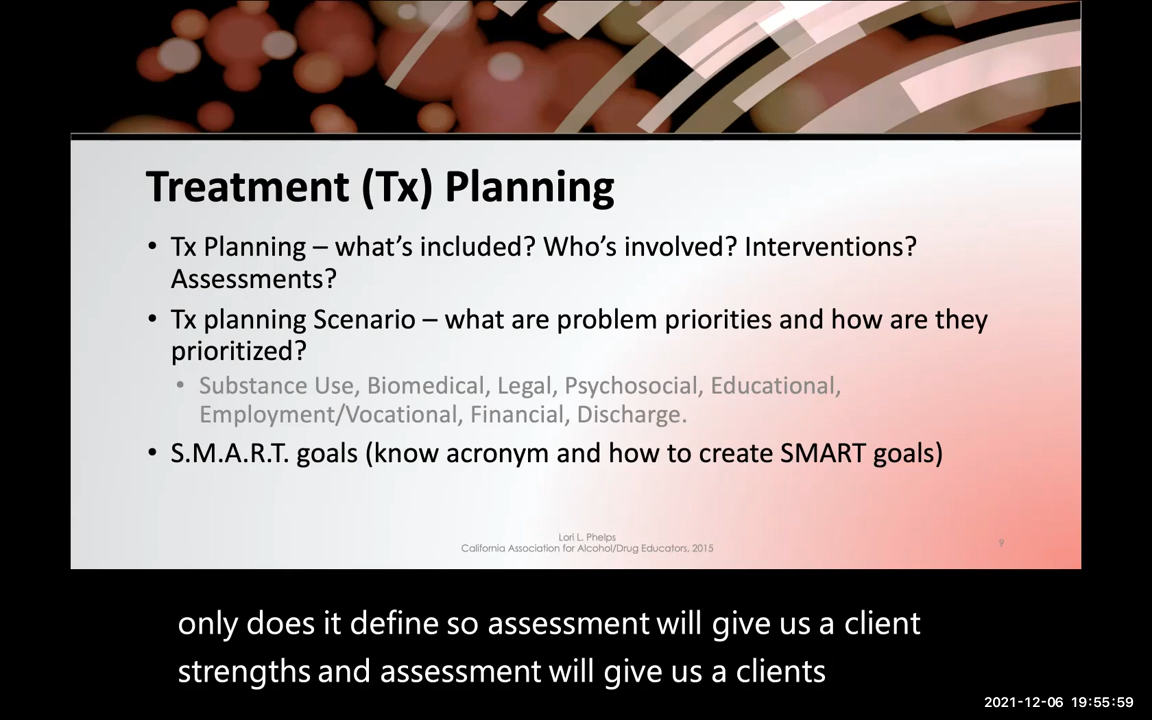 Treatment (Tx) Planning
• Tx Planning – what’s included? Who’s involved? Interventions?
Assessments?
• Tx planning Scenario – what are problem priorities and how are they
prioritized?
• Substance Use, Biomedical, Legal, Psychosocial, Educational,
Employment/Vocational, Financial, Discharge.
• S.M.A.R.T. goals (know acronym and how to create SMART goals)
Lori L. Phelps
California Association for Alcohol/Drug Educators, 2015
9
only does it define so assessment will give us a client
strengths and assessment will give us a clients
2021-12-06 19:55:59